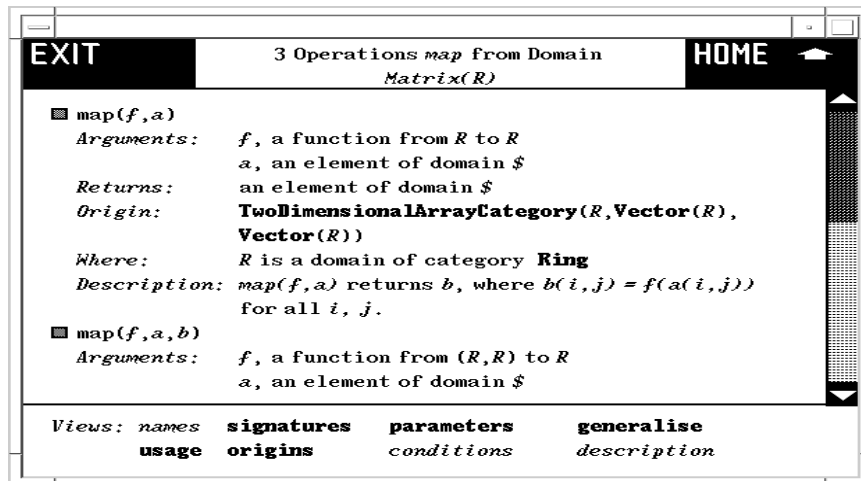 EXIT
3 Operations map from Domain
Matrix(R)
HOME
map(f,a)
Arguments: f, a function from R to R
a, an element of domain $
Returns: an element of domain $
Origin: TwoDimensionalArrayCategory(R,Vector(R),
Vector(R))
Where: R is a domain of category Ring
Description: map(f,a) returns b, where b(i,j) = f(a(i,j))
for all i, j.
map(f,a,b)
Arguments: f, a function from (R,R) to R
a, an element of domain $
Views: names signatures parameters generalise
usage origins conditions description